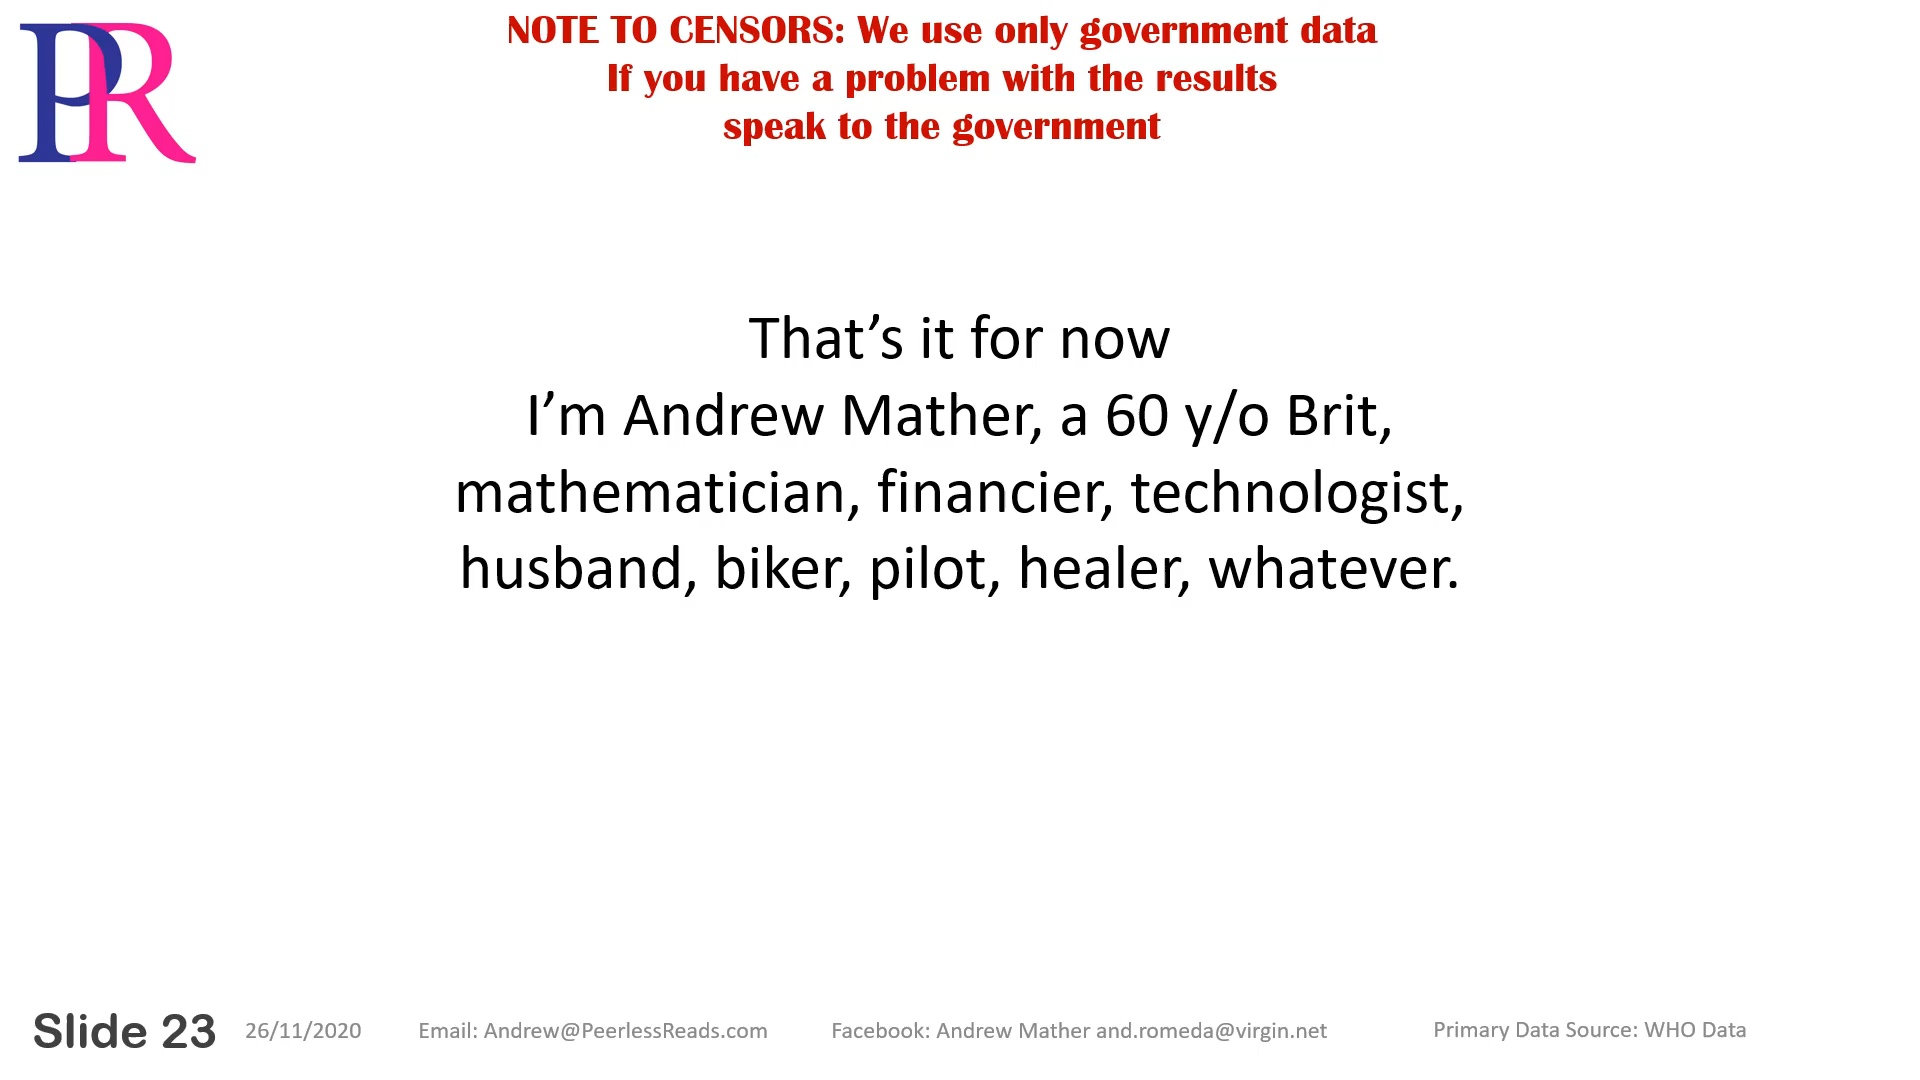 PR
NOTE TO CENSORS: We use only government data
If you have a problem with the results
speak to the government
That’s it for now
I’m Andrew Mather, a 60 y/o Brit,
mathematician, financier, technologist,
husband, biker, pilot, healer, whatever.
Slide 23 26/11/2020 Email: Andrew@PeerlessReads.com Facebook: Andrew Mather and.romeda@virgin.net Primary Data Source: WHO Data